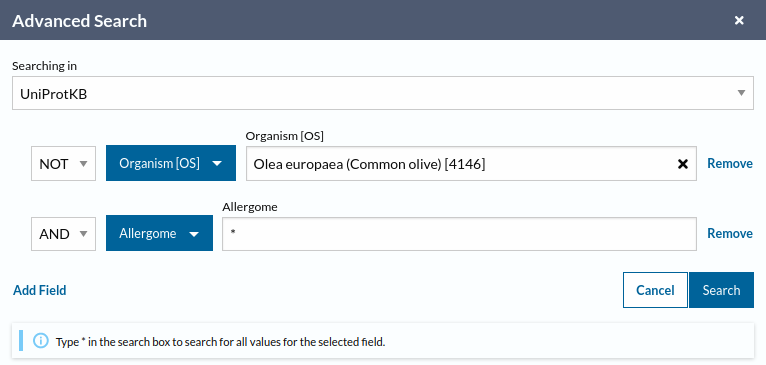 Advanced Search ×
Searching in
UniProtKB
Organism [OS]
NOT Organism [OS] Olea europaea (Common olive) [4146] × Remove
Allergome
AND Allergome * Remove
Add Field Cancel Search
Type * in the search box to search for all values for the selected field.